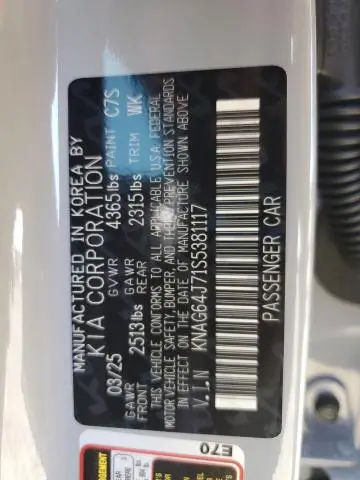 MANUFACTURED IN KOREA BY
KIA CORPORATION
03/25 GVWR 4365lbs PAINT C7S
GAWR FRONT 2513lbs GAWR REAR 2315lbs TRIM WK
THIS VEHICLE CONFORMS TO ALL APPLICABLE U.S.A. FEDERAL
MOTOR VEHICLE SAFETY, BUMPER, AND THEFT PREVENTION STANDARDS
IN EFFECT ON THE DATE OF MANUFACTURE SHOWN ABOVE
V.I.N KNAG64J71S5381117
PASSENGER CAR
E70